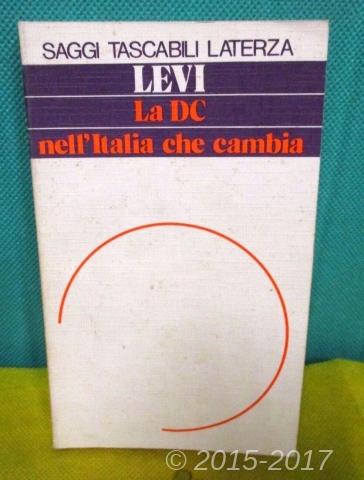 SAGGI TASCABILI LATERZA
LEVI
La DC
nell'Italia che cambia
© 2015-2017